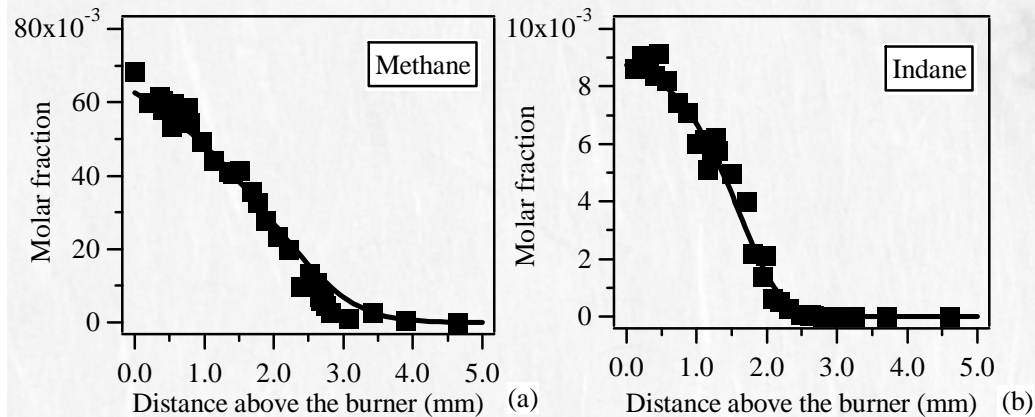 80x10-3
60
40
20
0
Molar fraction
Methane
0.0 1.0 2.0 3.0 4.0 5.0
Distance above the burner (mm)
(a)
10x10-3
8
6
4
2
0
Molar fraction
Indane
0.0 1.0 2.0 3.0 4.0 5.0
Distance above the burner (mm)
(b)